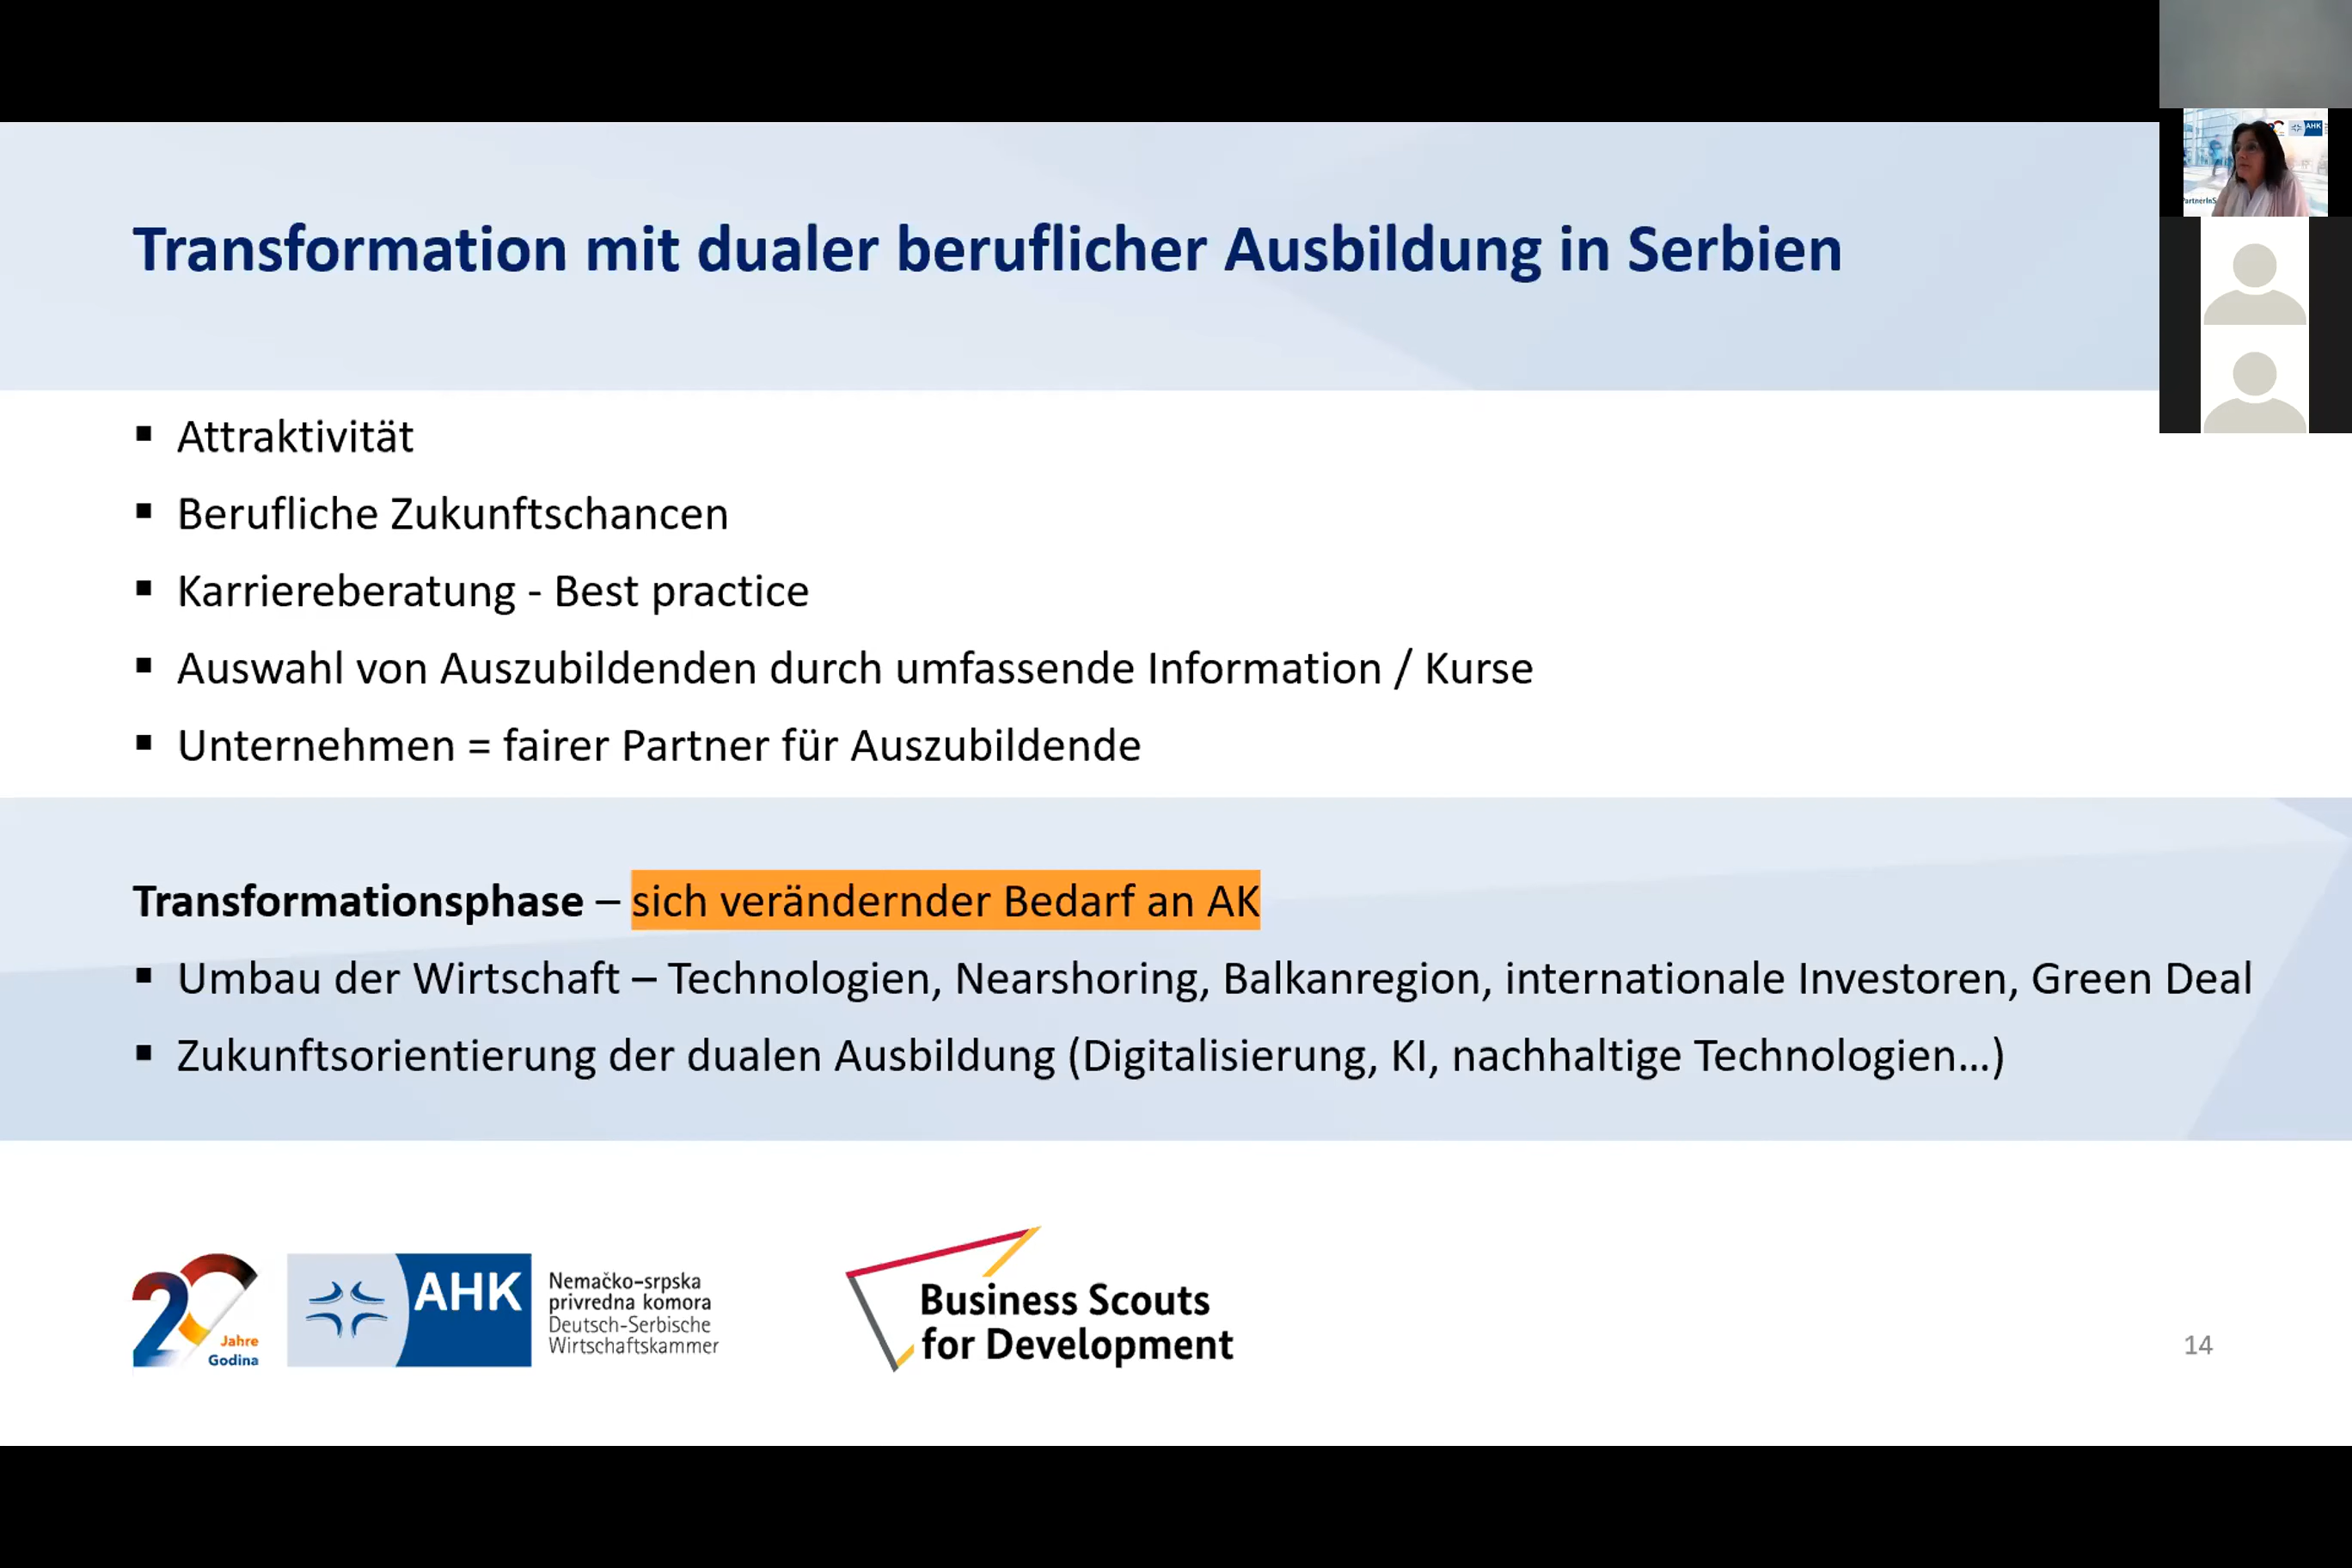 Transformation mit dualer beruflicher Ausbildung in Serbien
▪ Attraktivität
▪ Berufliche Zukunftschancen
▪ Karriereberatung - Best practice
▪ Auswahl von Auszubildenden durch umfassende Information / Kurse
▪ Unternehmen = fairer Partner für Auszubildende
Transformationsphase – sich verändernder Bedarf an AK
▪ Umbau der Wirtschaft – Technologien, Nearshoring, Balkanregion, internationale Investoren, Green Deal
▪ Zukunftsorientierung der dualen Ausbildung (Digitalisierung, KI, nachhaltige Technologien…)
20 Jahre
Godina
AHK
Nemačko-srpska
privredna komora
Deutsch-Serbische
Wirtschaftskammer
Business Scouts
for Development
14
AHK